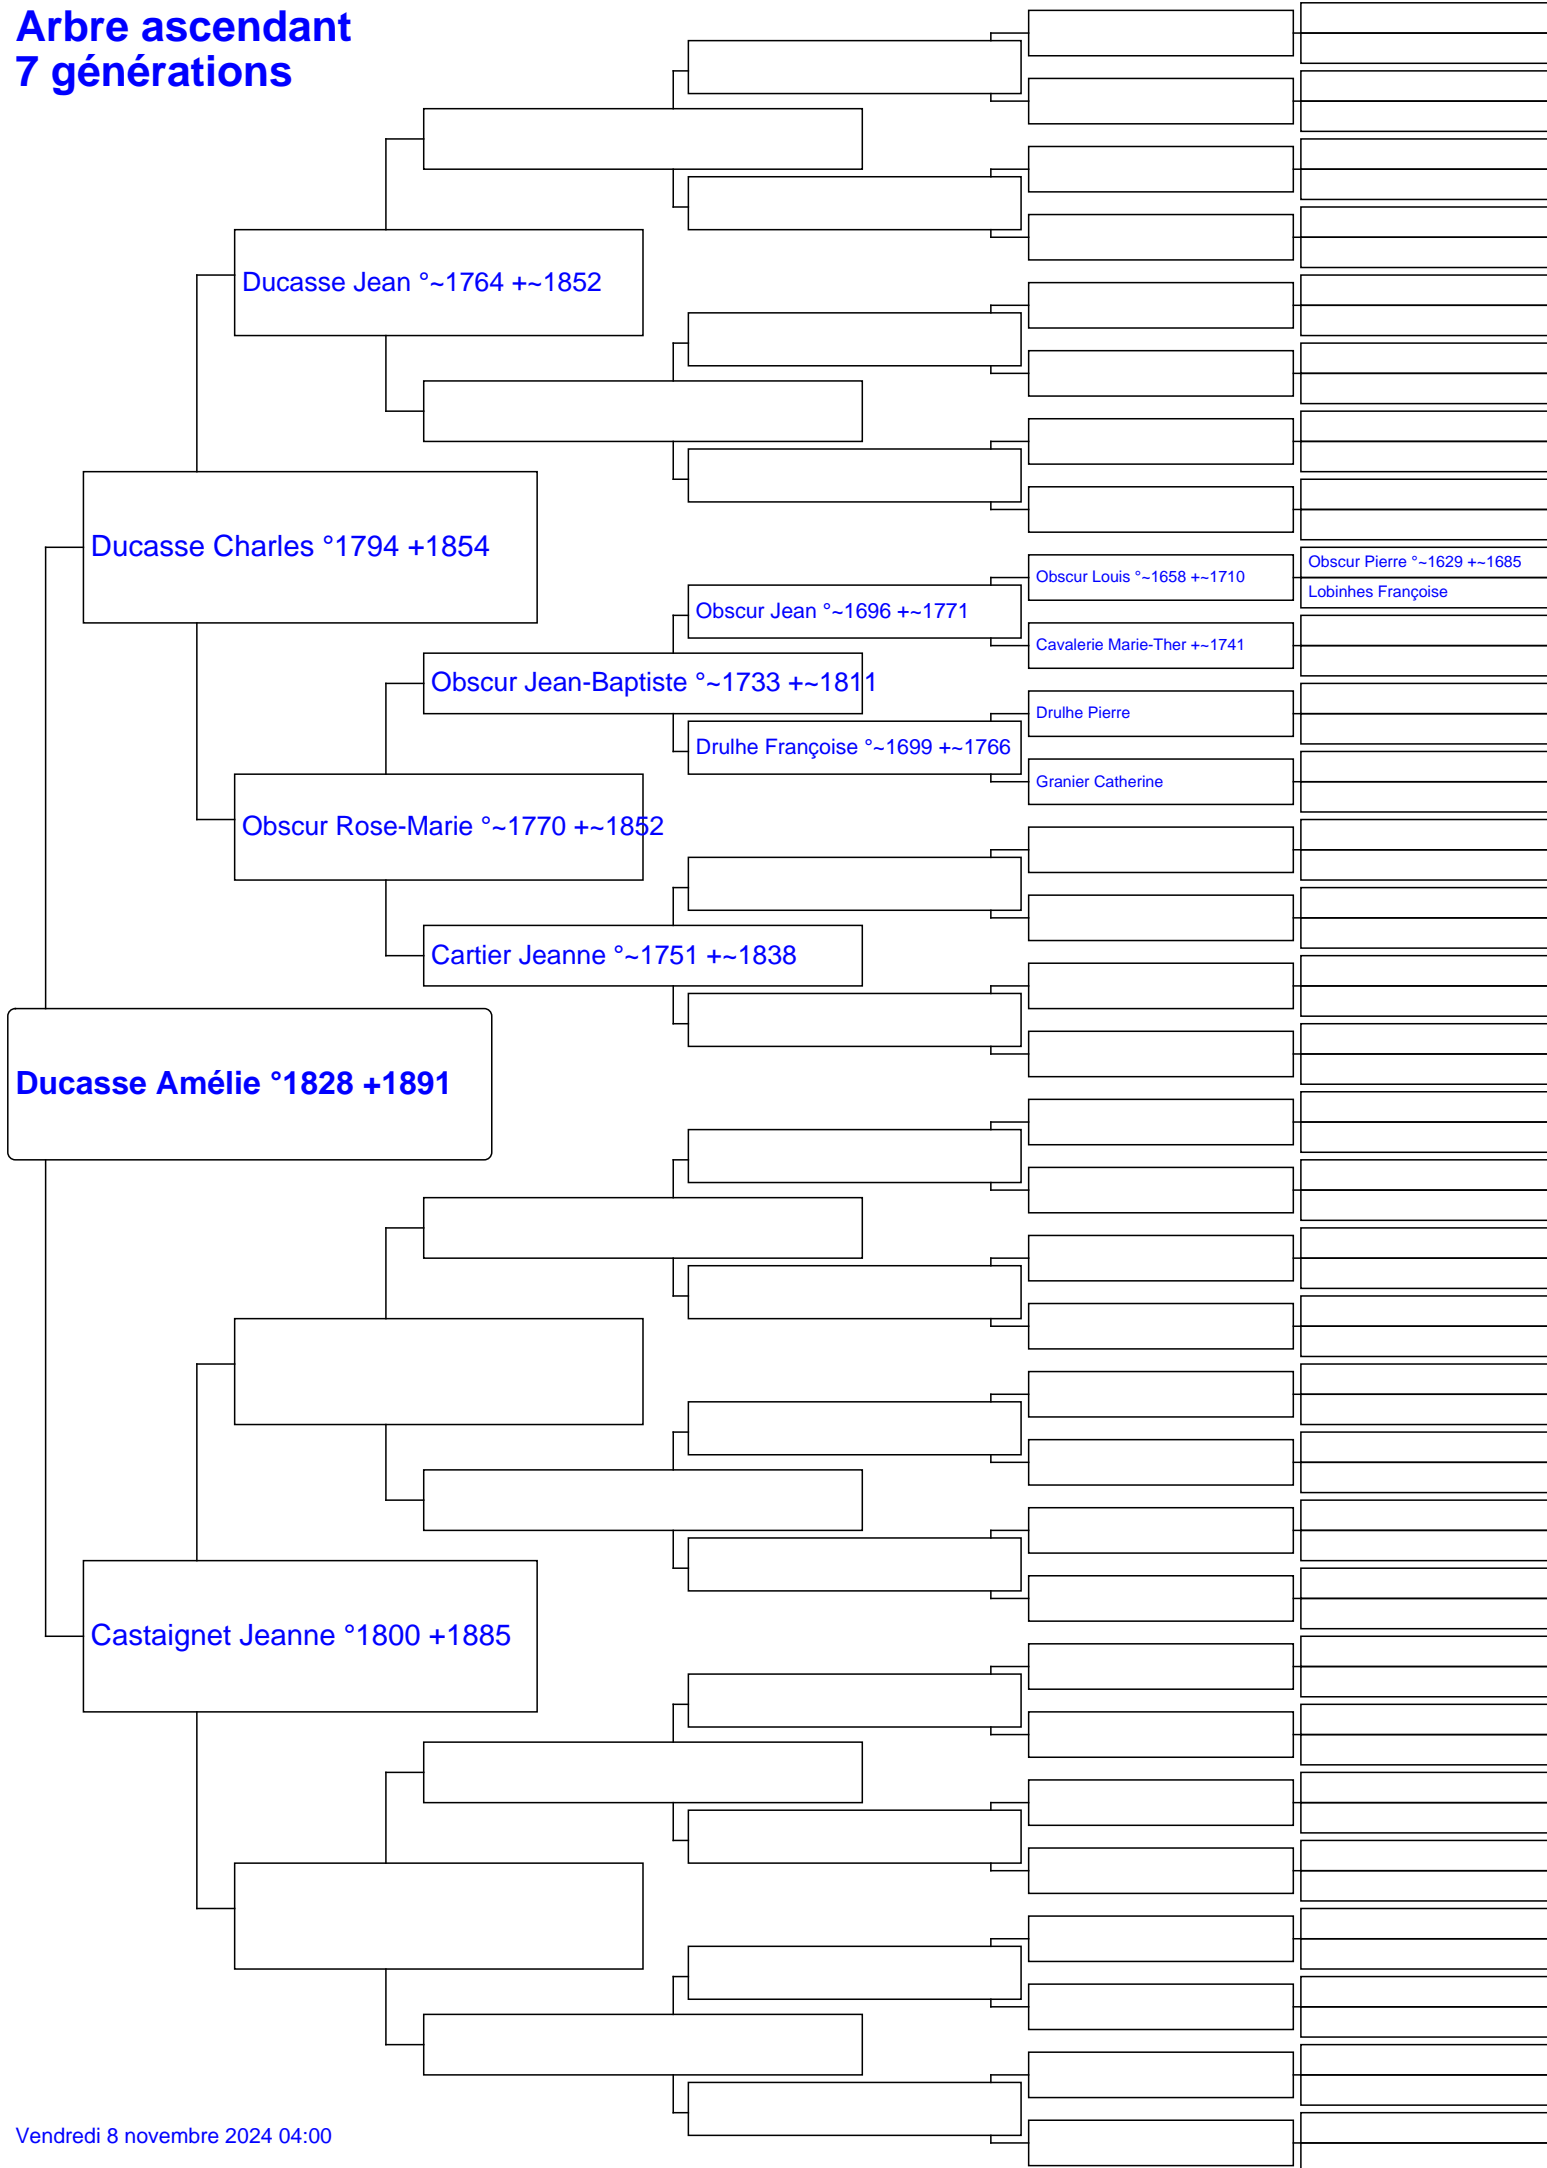 Arbre ascendant
7 générations
Ducasse Jean °~1764 +~1852
Ducasse Charles °1794 +1854
Obscur Pierre °~1629 +~1685
Obscur Louis °~1658 +~1710
Lobinhes Françoise
Obscur Jean °~1696 +~1771
Cavalerie Marie-Ther +~1741
Obscur Jean-Baptiste °~1733 +~1811
Drulhe Pierre
Drulhe Françoise °~1699 +~1766
Granier Catherine
Obscur Rose-Marie °~1770 +~1852
Cartier Jeanne °~1751 +~1838
Ducasse Amélie °1828 +1891
Castaignet Jeanne °1800 +1885
Vendredi 8 novembre 2024 04:00